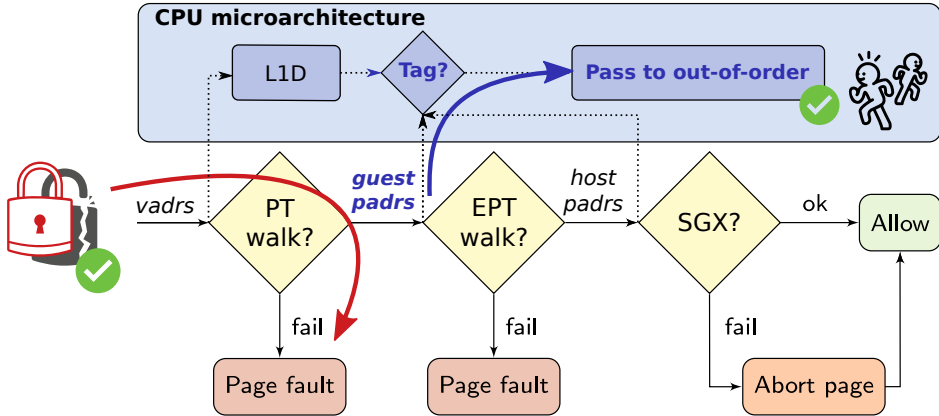 CPU microarchitecture
L1D
Tag?
Pass to out-of-order
vadrs
PT
walk?
guest
padrs
EPT
walk?
host
padrs
SGX?
ok
Allow
fail
fail
fail
Page fault
Page fault
Abort page